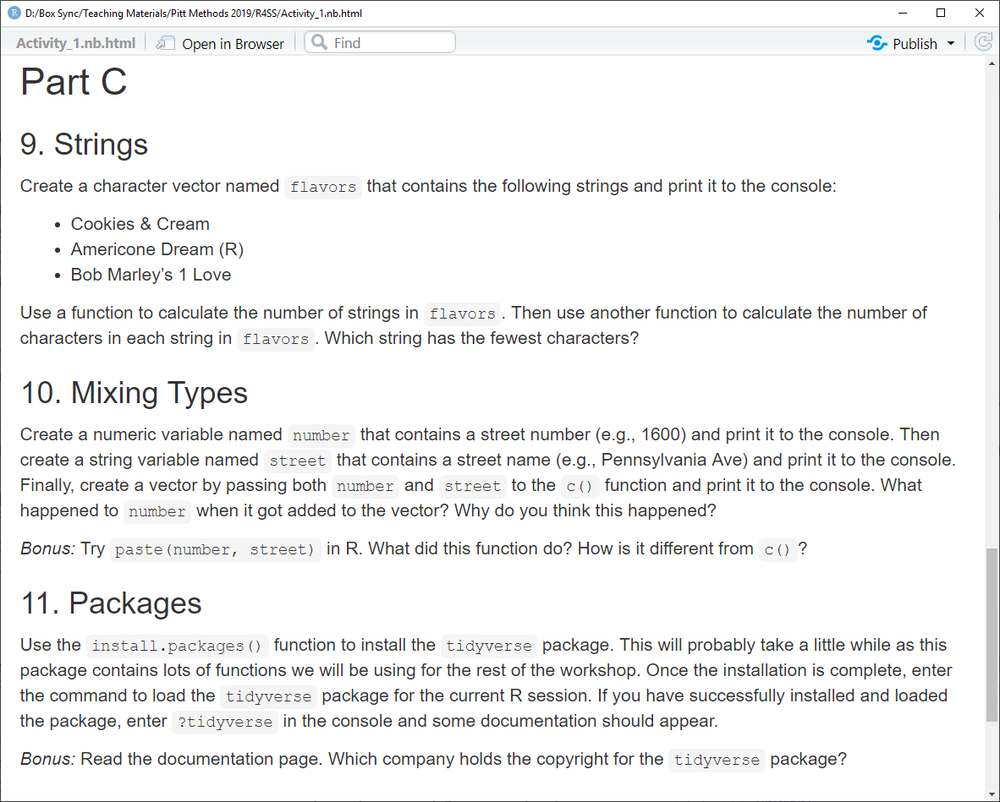 D:/Box Sync/Teaching Materials/Pitt Methods 2019/R4SS/Activity_1.nb.html
Activity_1.nb.html Open in Browser Find Publish
Part C
9. Strings
Create a character vector named flavors that contains the following strings and print it to the console:
• Cookies & Cream
• Americone Dream (R)
• Bob Marley’s 1 Love
Use a function to calculate the number of strings in flavors. Then use another function to calculate the number of
characters in each string in flavors. Which string has the fewest characters?
10. Mixing Types
Create a numeric variable named number that contains a street number (e.g., 1600) and print it to the console. Then
create a string variable named street that contains a street name (e.g., Pennsylvania Ave) and print it to the console.
Finally, create a vector by passing both number and street to the c() function and print it to the console. What
happened to number when it got added to the vector? Why do you think this happened?
Bonus: Try paste(number, street) in R. What did this function do? How is it different from c()?
11. Packages
Use the install.packages() function to install the tidyverse package. This will probably take a little while as this
package contains lots of functions we will be using for the rest of the workshop. Once the installation is complete, enter
the command to load the tidyverse package for the current R session. If you have successfully installed and loaded
the package, enter ?tidyverse in the console and some documentation should appear.
Bonus: Read the documentation page. Which company holds the copyright for the tidyverse package?